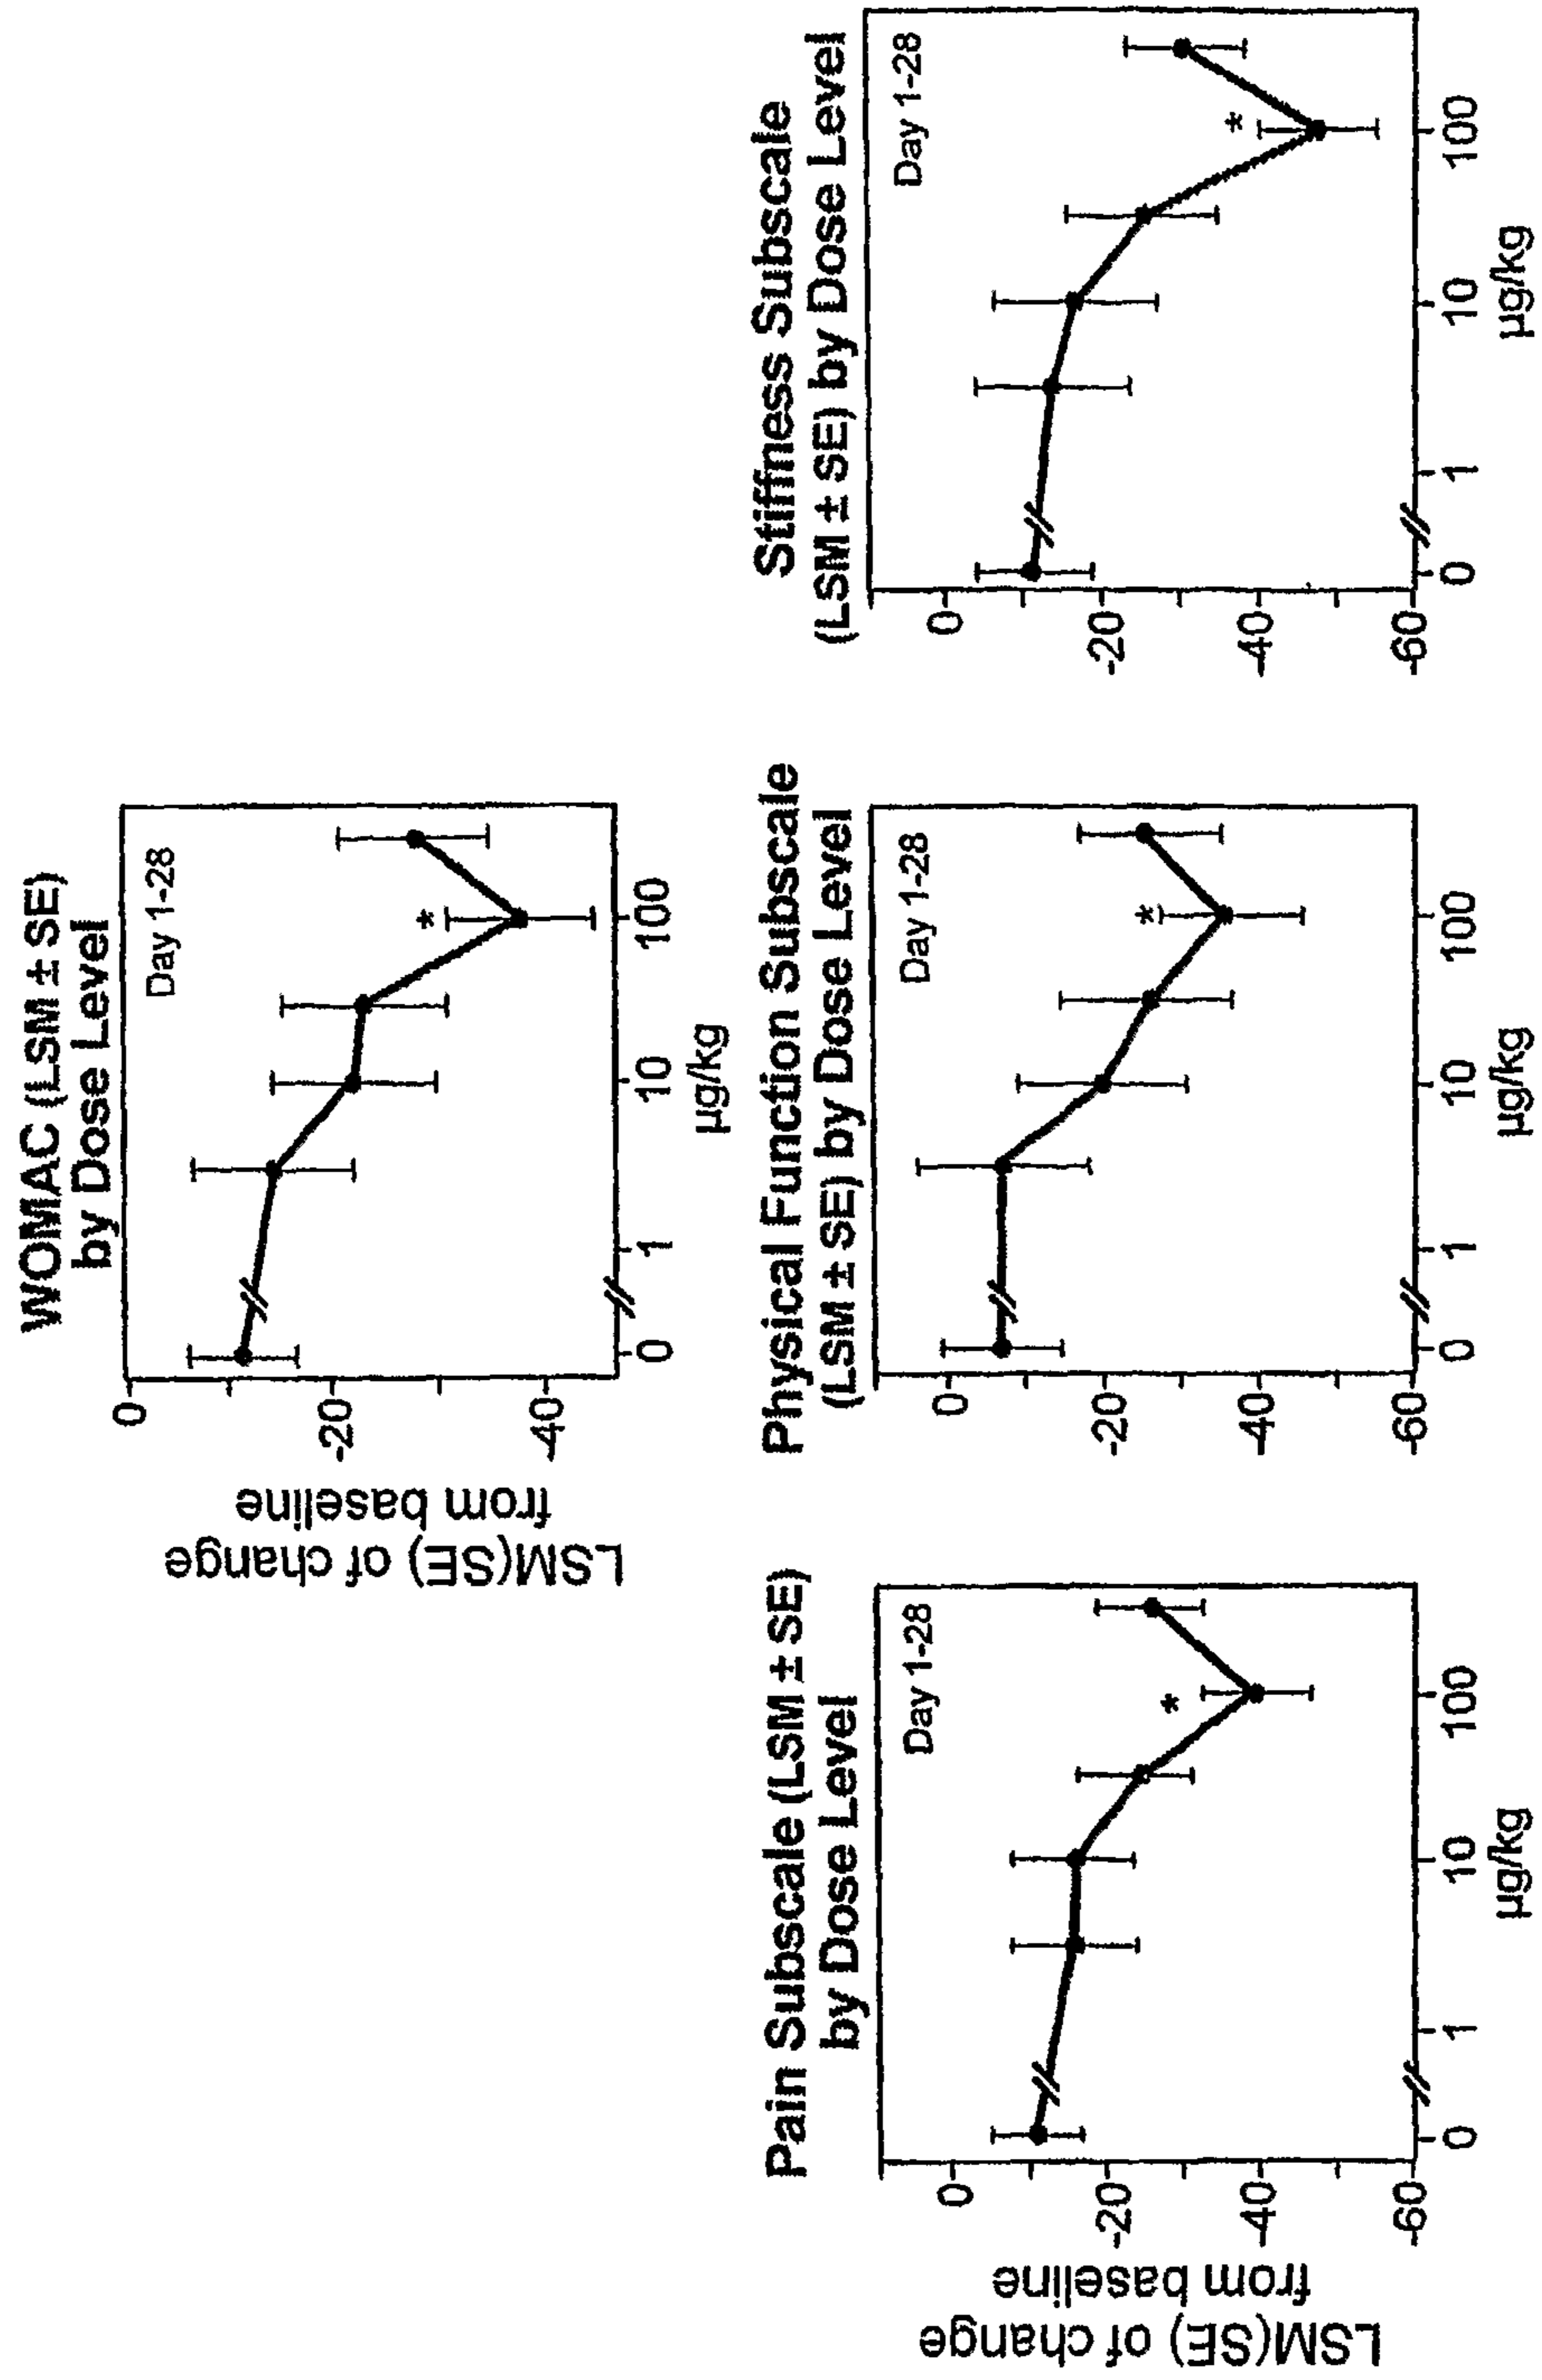 WOMAC (LSM ± SE)
by Dose Level
Day 1-28
LSM(SE) of change
from baseline
0
-20
-40
0 1 10 100
µg/kg
Pain Subscale (LSM ± SE)
by Dose Level
Day 1-28
LSM(SE) of change
from baseline
0
-20
-40
-60
0 1 10 100
µg/kg
Physical Function Subscale
(LSM ± SE) by Dose Level
Day 1-28
0
-20
-40
-60
0 1 10 100
µg/kg
Stiffness Subscale
(LSM ± SE) by Dose Level
Day 1-28
0
-20
-40
-60
0 1 10 100
µg/kg
*
*
*
*